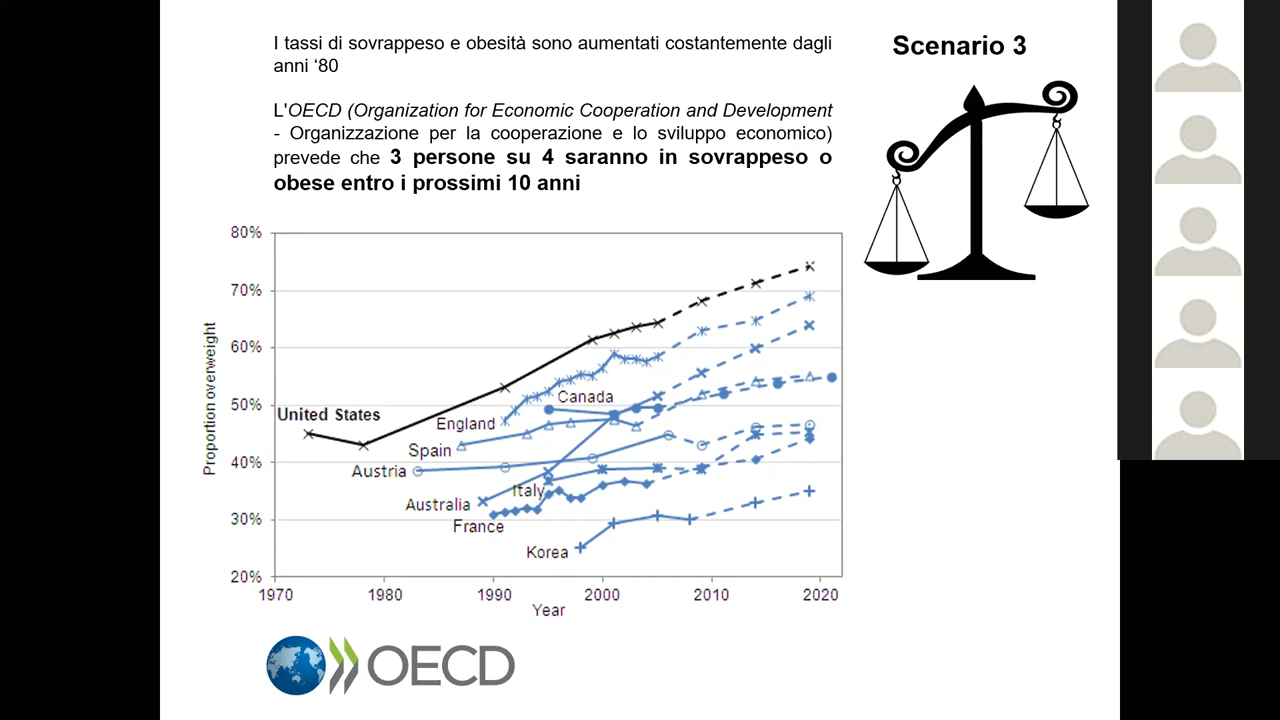 I tassi di sovrappeso e obesità sono aumentati costantemente dagli
anni ‘80
Scenario 3
L'OECD (Organization for Economic Cooperation and Development
- Organizzazione per la cooperazione e lo sviluppo economico)
prevede che 3 persone su 4 saranno in sovrappeso o
obese entro i prossimi 10 anni
80%
70%
60%
50%
40%
30%
20%
Proportion overweight
United States
England
Canada
Spain
Austria
Australia
Italy
France
Korea
1970 1980 1990 2000 2010 2020
Year
OECD